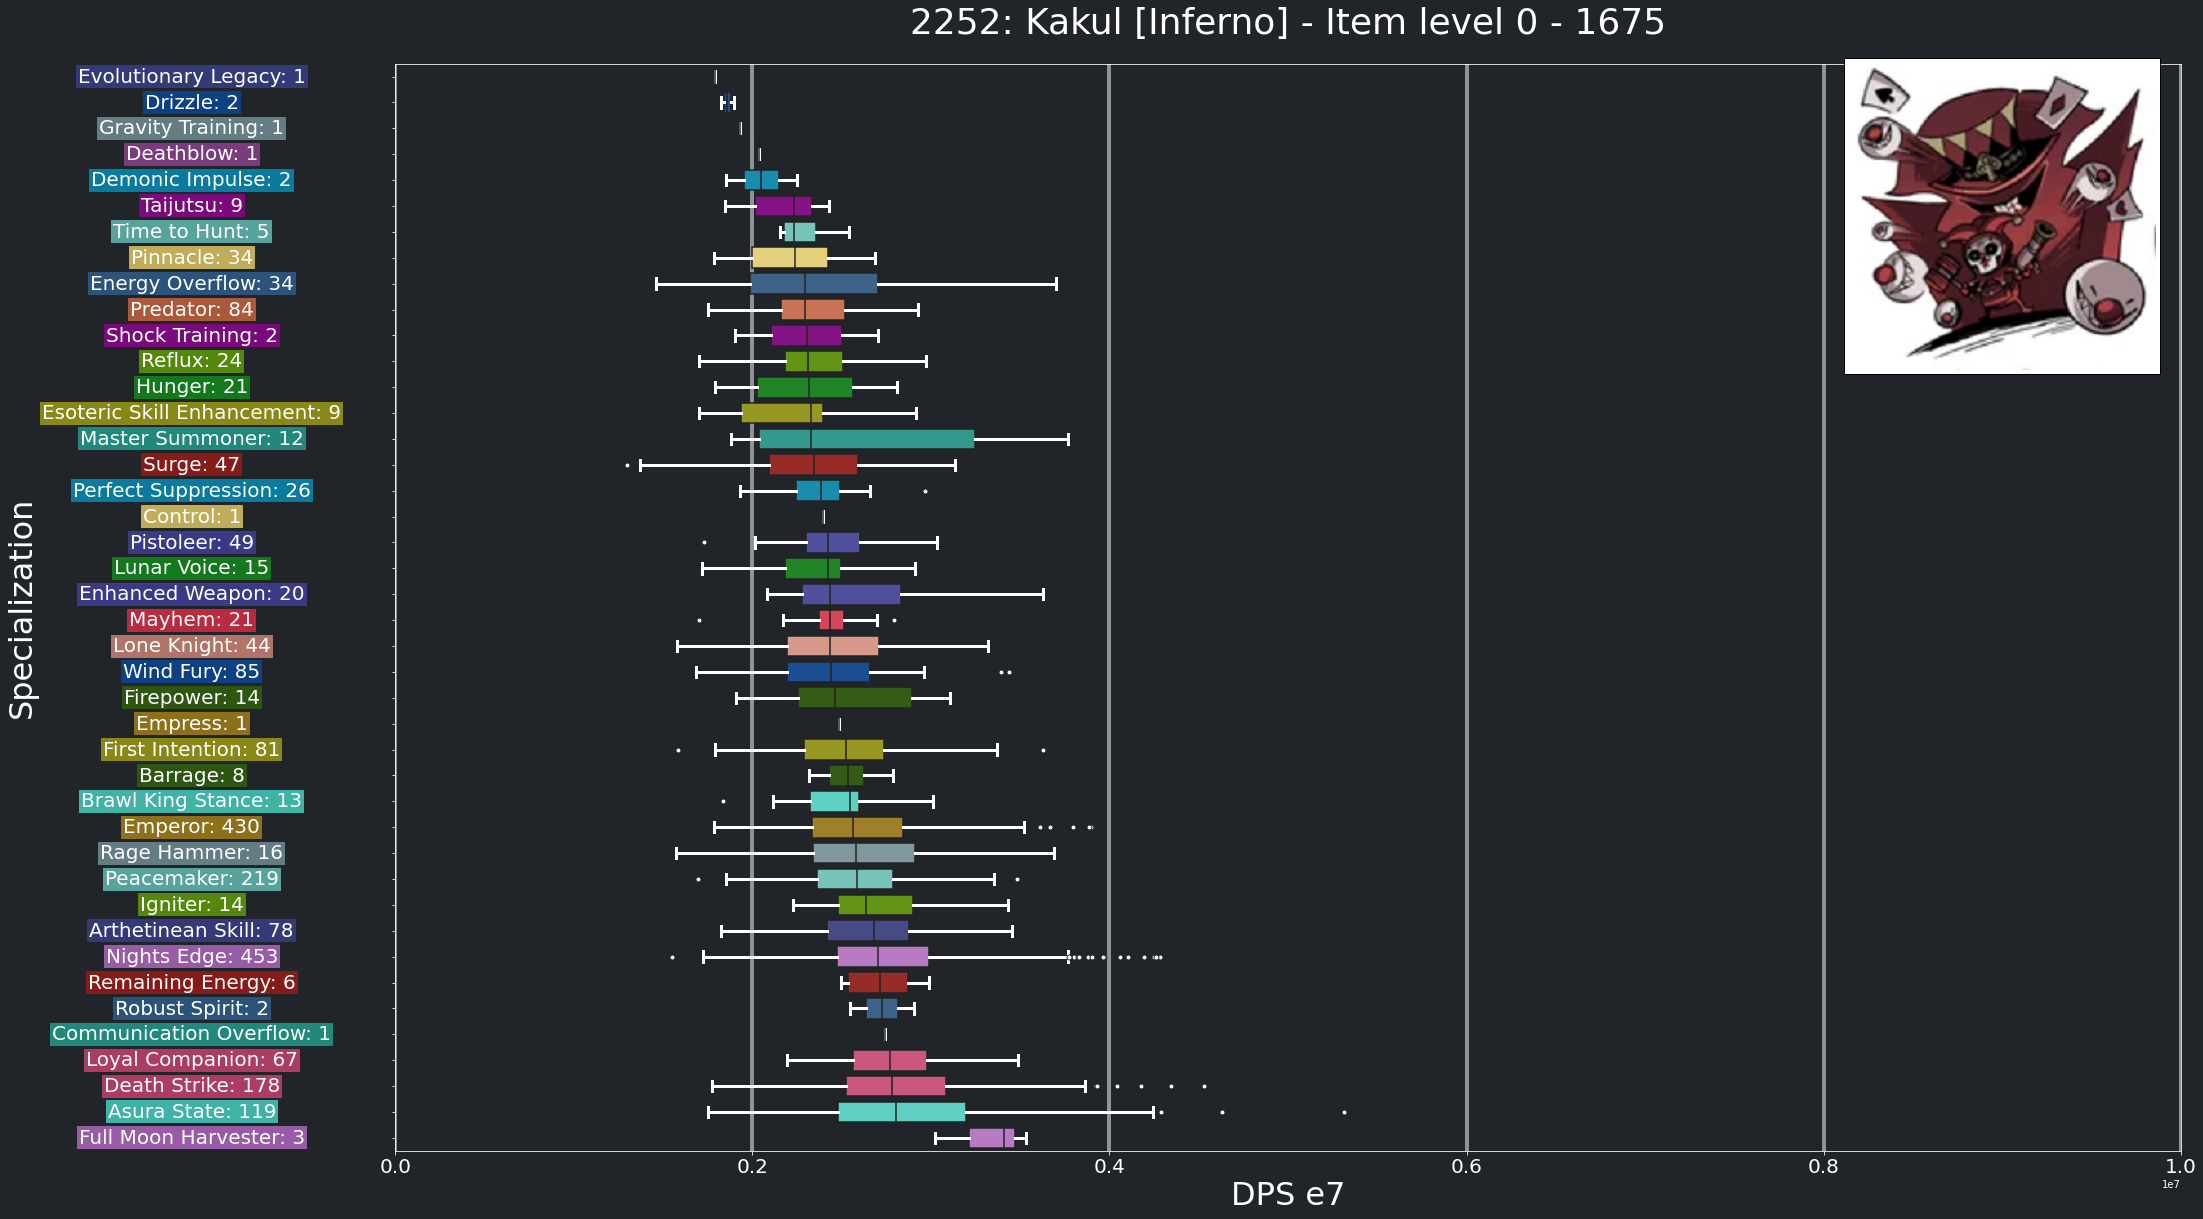 2252: Kakul [Inferno] - Item level 0 - 1675
Specialization
Evolutionary Legacy: 1
Drizzle: 2
Gravity Training: 1
Deathblow: 1
Demonic Impulse: 2
Taijutsu: 9
Time to Hunt: 5
Pinnacle: 34
Energy Overflow: 34
Predator: 84
Shock Training: 2
Reflux: 24
Hunger: 21
Esoteric Skill Enhancement: 9
Master Summoner: 12
Surge: 47
Perfect Suppression: 26
Control: 1
Pistoleer: 49
Lunar Voice: 15
Enhanced Weapon: 20
Mayhem: 21
Lone Knight: 44
Wind Fury: 85
Firepower: 14
Empress: 1
First Intention: 81
Barrage: 8
Brawl King Stance: 13
Emperor: 430
Rage Hammer: 16
Peacemaker: 219
Igniter: 14
Arthetinean Skill: 78
Nights Edge: 453
Remaining Energy: 6
Robust Spirit: 2
Communication Overflow: 1
Loyal Companion: 67
Death Strike: 178
Asura State: 119
Full Moon Harvester: 3
0.0 0.2 0.4 0.6 0.8 1.0
1e7
DPS e7